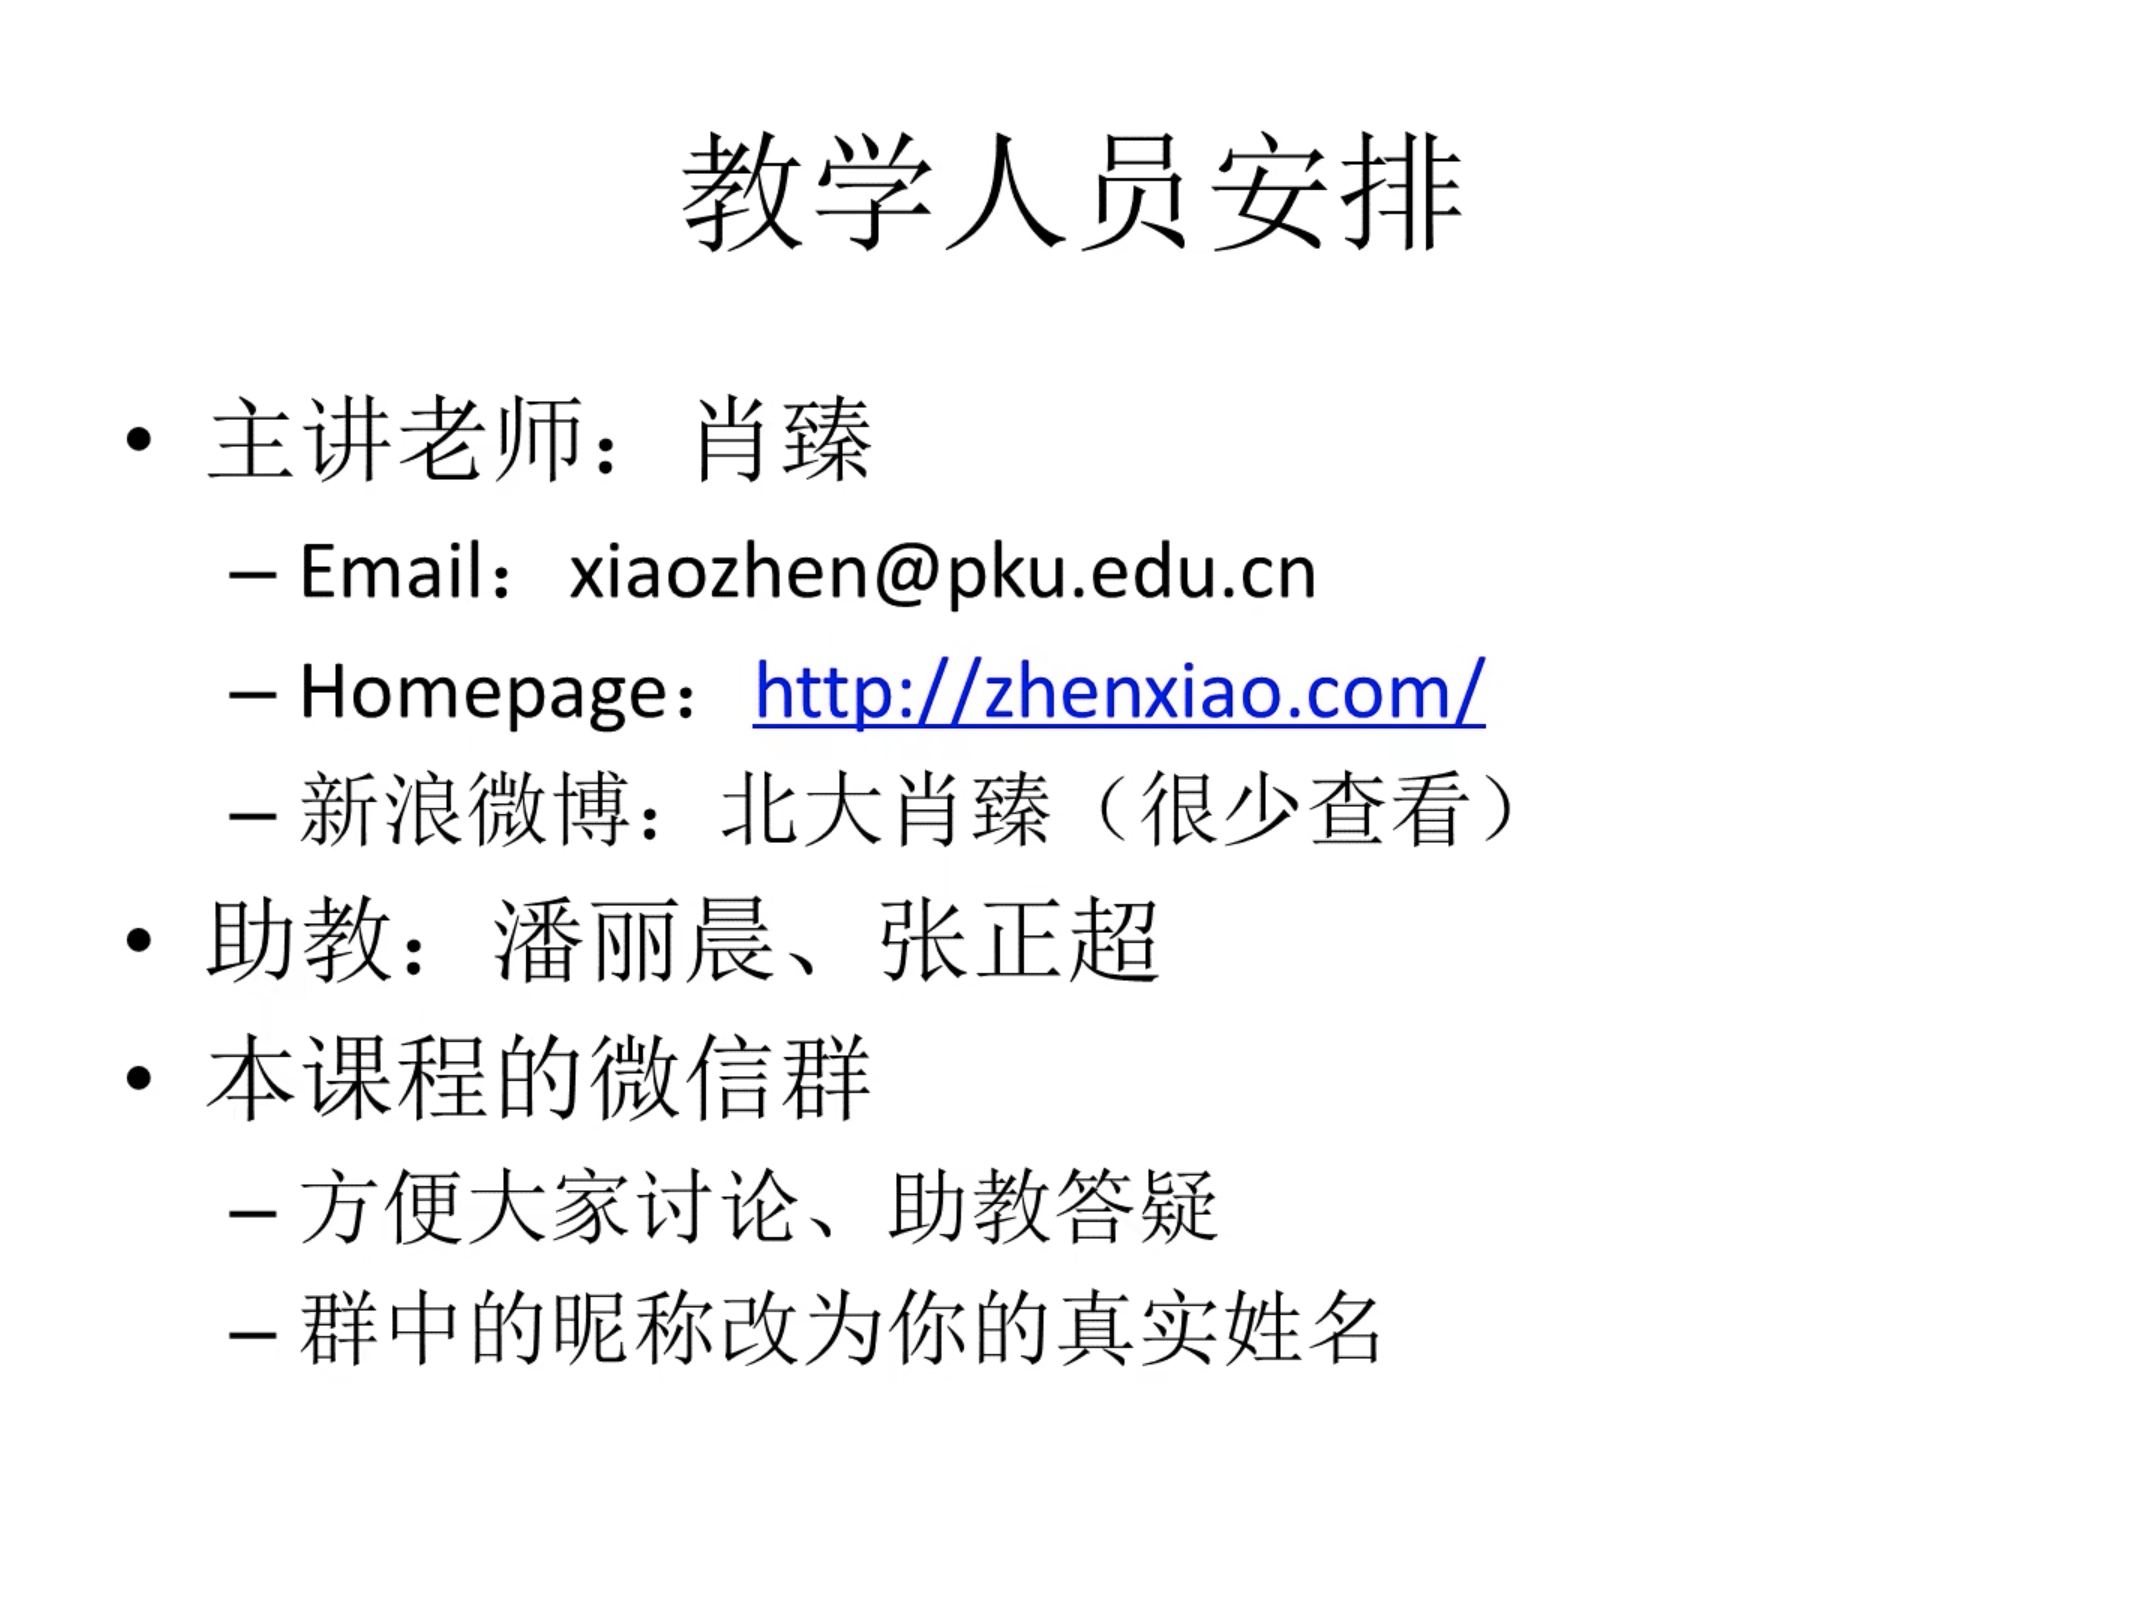 教学人员安排
• 主讲老师： 肖臻
– Email： xiaozhen@pku.edu.cn
– Homepage： http://zhenxiao.com/
– 新浪微博： 北大肖臻（很少查看）
• 助教：潘丽晨、张正超
• 本课程的微信群
– 方便大家讨论、助教答疑
– 群中的昵称改为你的真实姓名